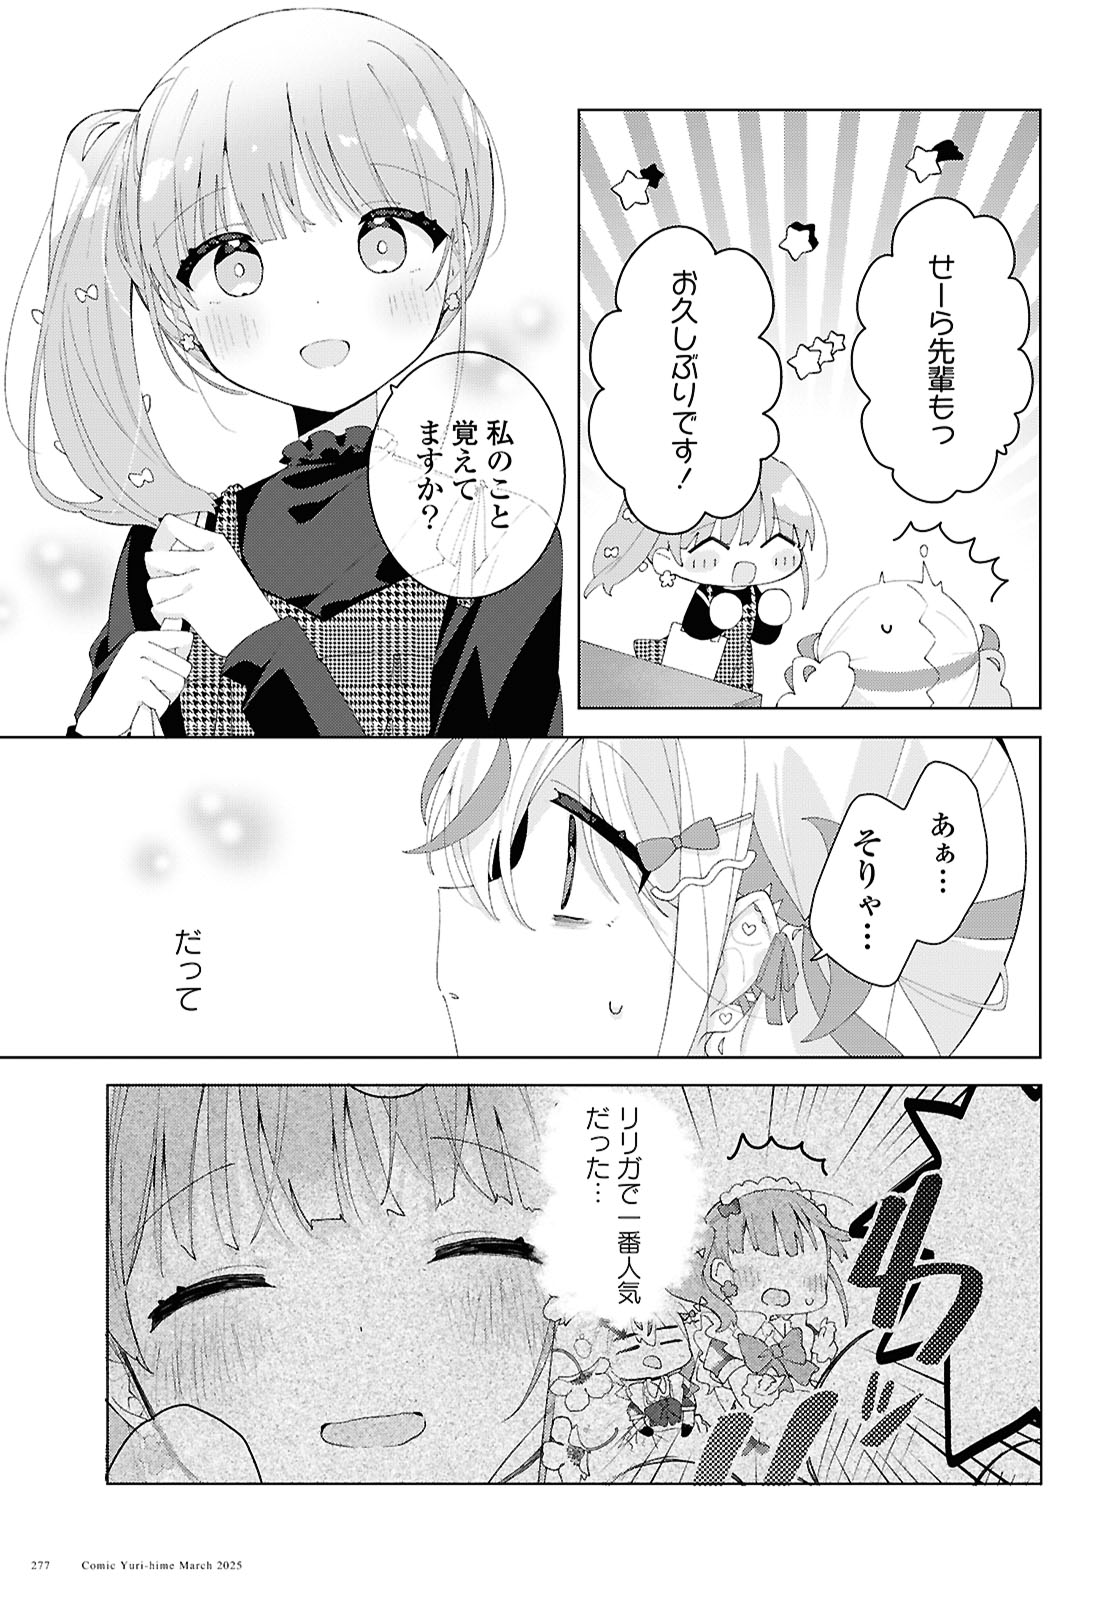 せーら先輩もっ
お久しぶりです！
私のこと
覚えて
ますか？
あぁ…
そりゃ…
だって
リリガで一番人気
だった…
277 Comic Yuri-hime March 2025